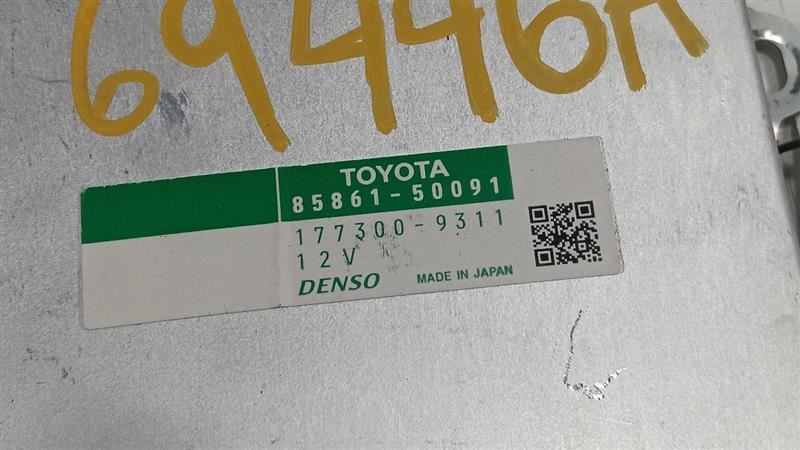 69446A
TOYOTA
85861-50091
177300-9311
12V
DENSO MADE IN JAPAN